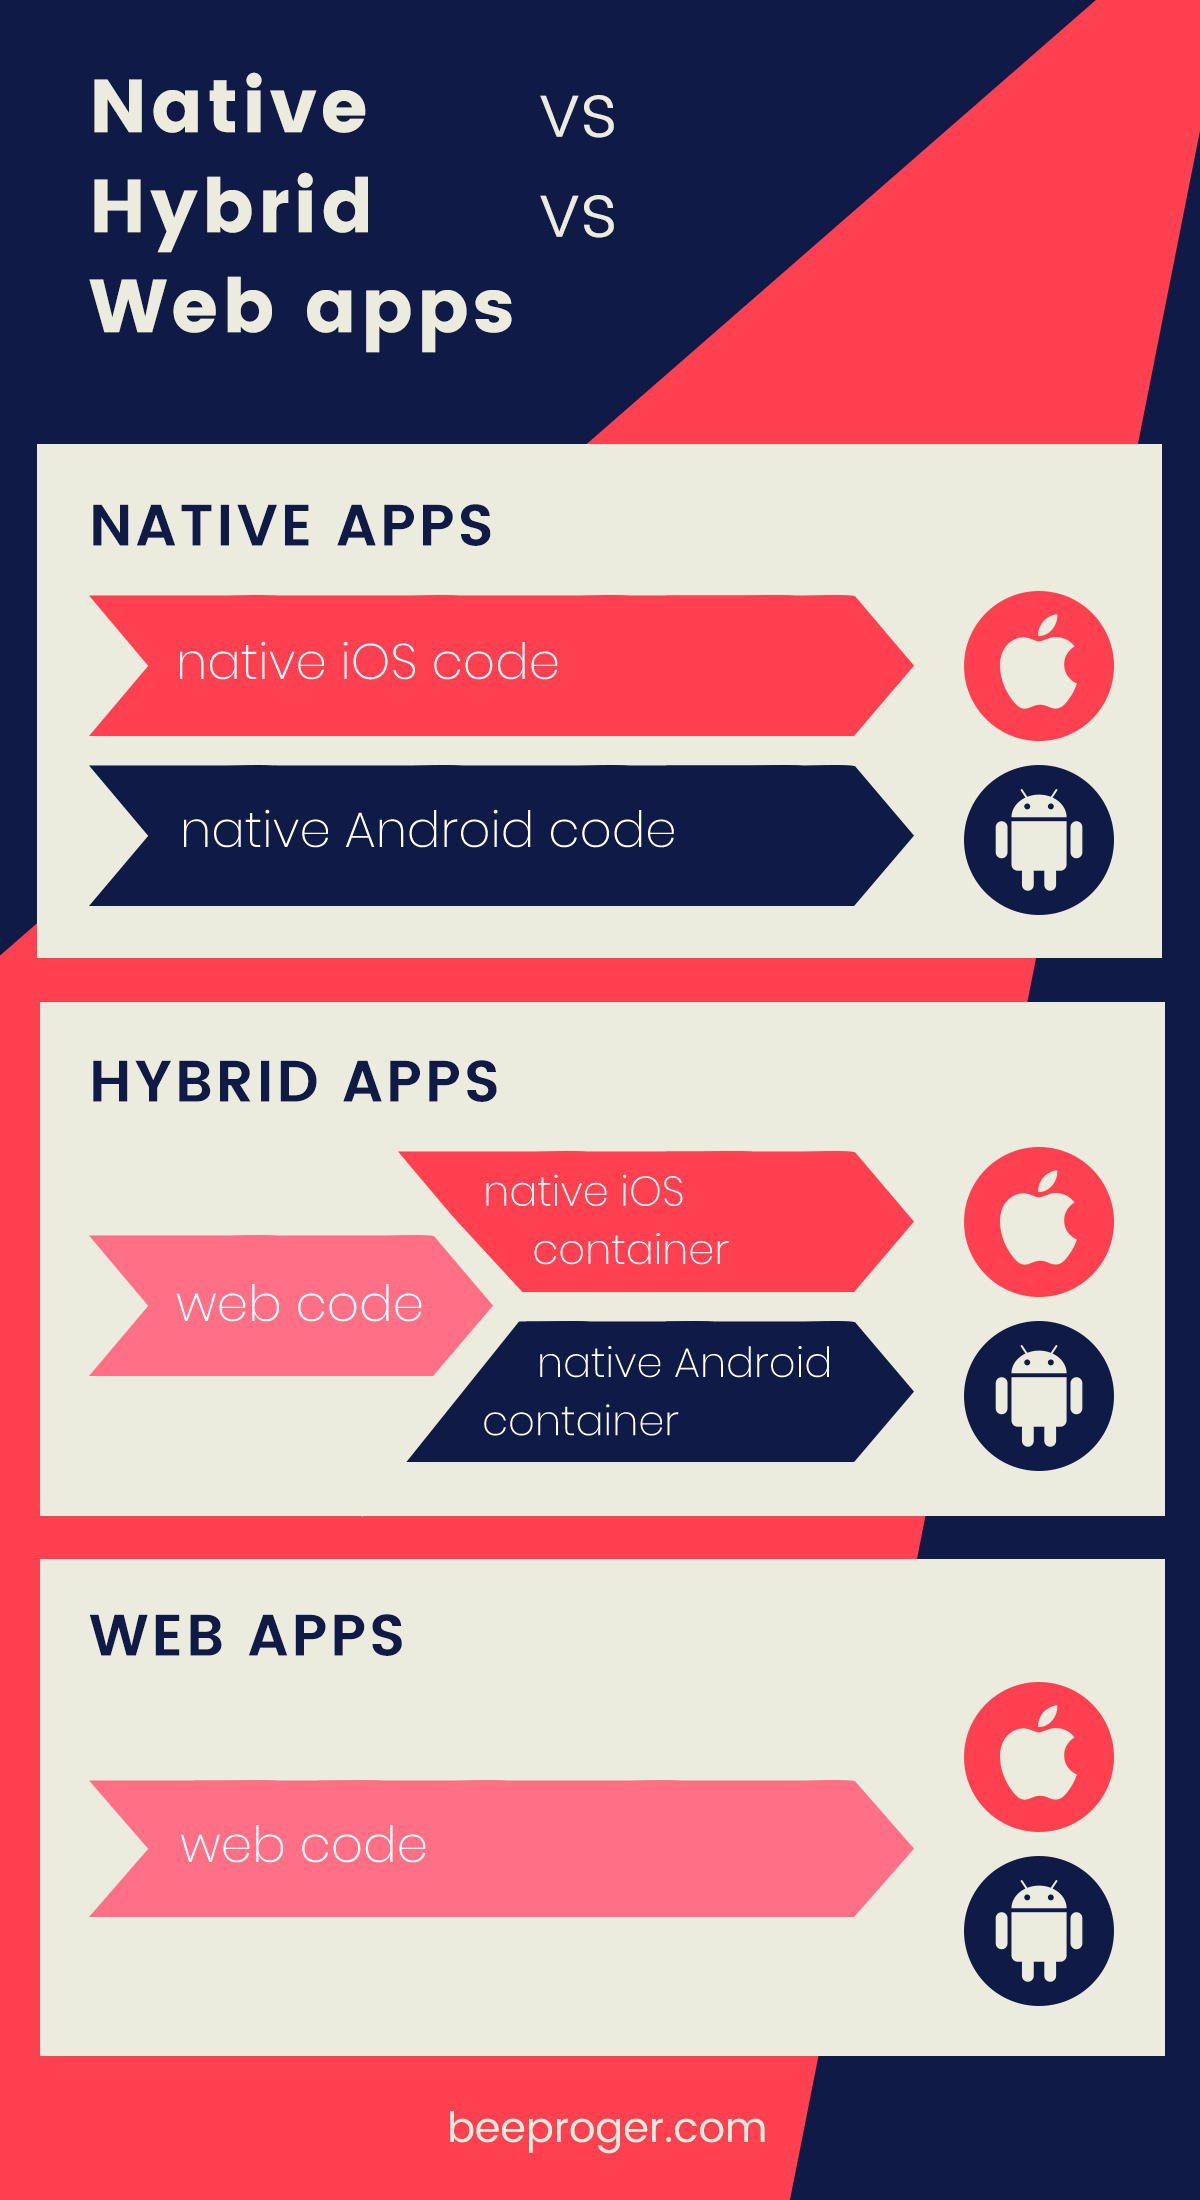 Native vs
Hybrid vs
Web apps
NATIVE APPS
native iOS code
native Android code
HYBRID APPS
web code
native iOS
container
native Android
container
WEB APPS
web code
beeproger.com